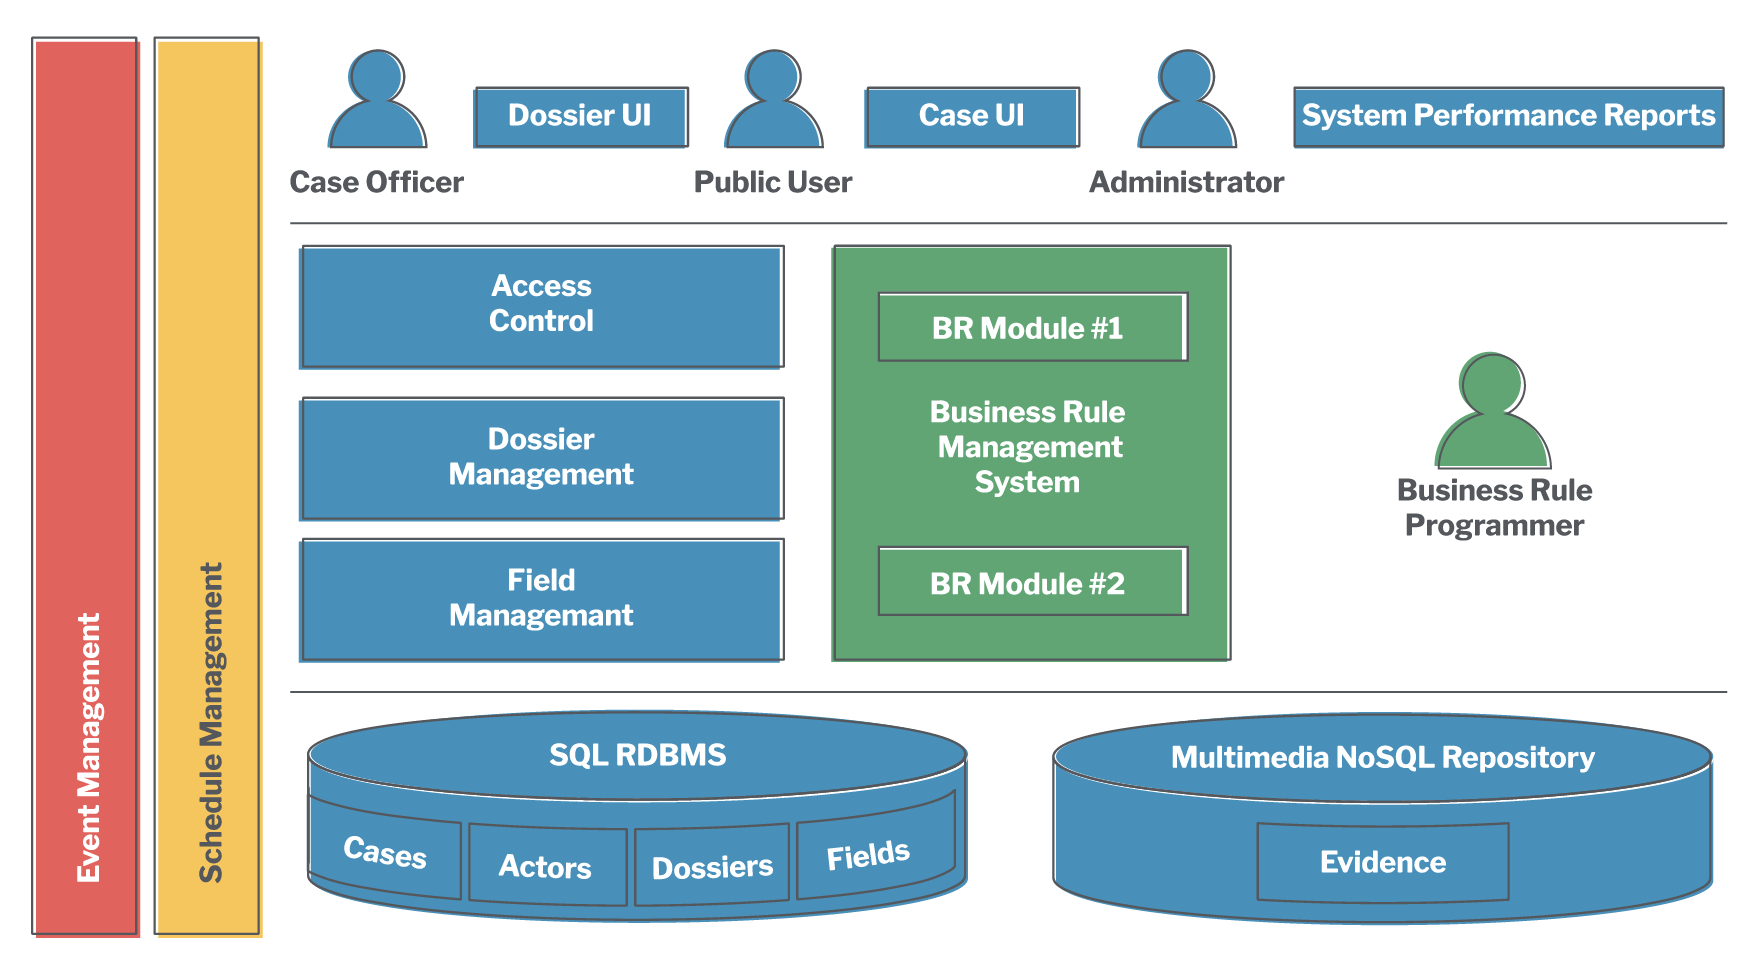 Event Management
Schedule Management
Dossier UI
Case UI
System Performance Reports
Case Officer
Public User
Administrator
Access
Control
Dossier
Management
Field
Managemant
BR Module #1
Business Rule
Management
System
BR Module #2
Business Rule
Programmer
SQL RDBMS
Cases
Actors
Dossiers
Fields
Multimedia NoSQL Repository
Evidence